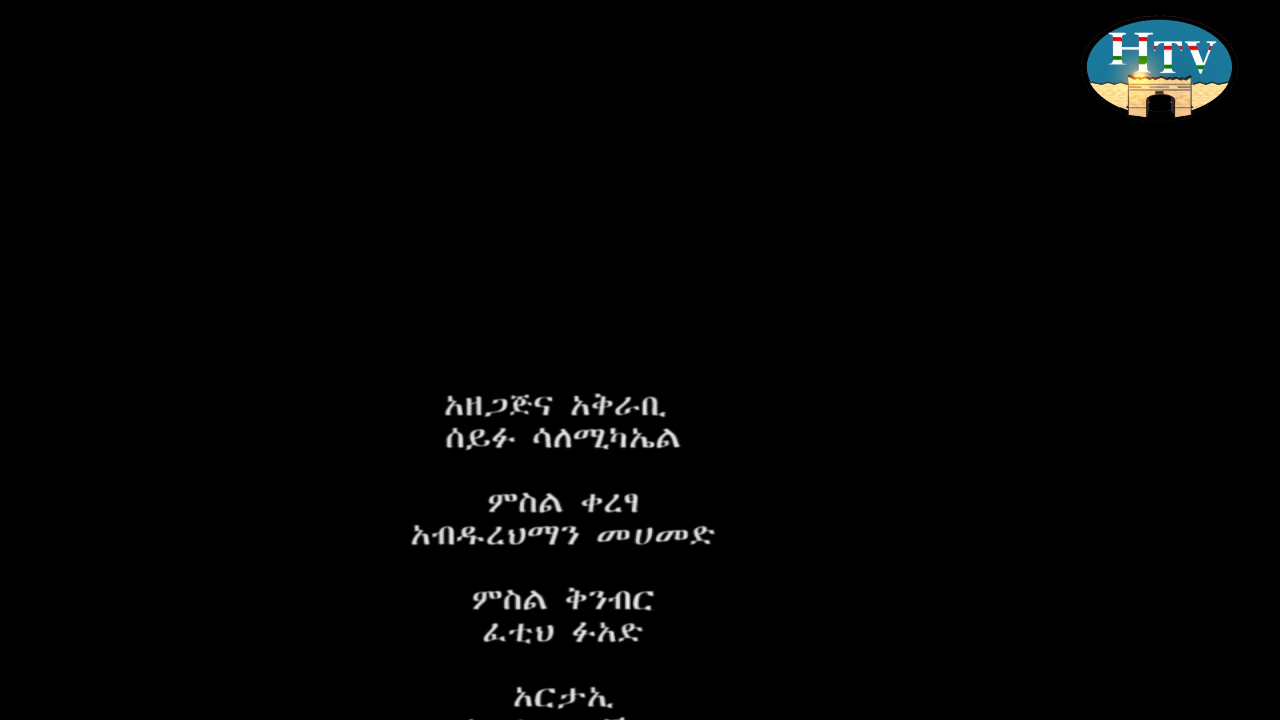 HTV
አዘጋጅና አቅራቢ
ሰይፉ ሳለሚካኤል
ምስል ቀረፃ
አብዱረህማን መሀመድ
ምስል ቅንብር
ፈቲህ ፉአድ
አርታኢ